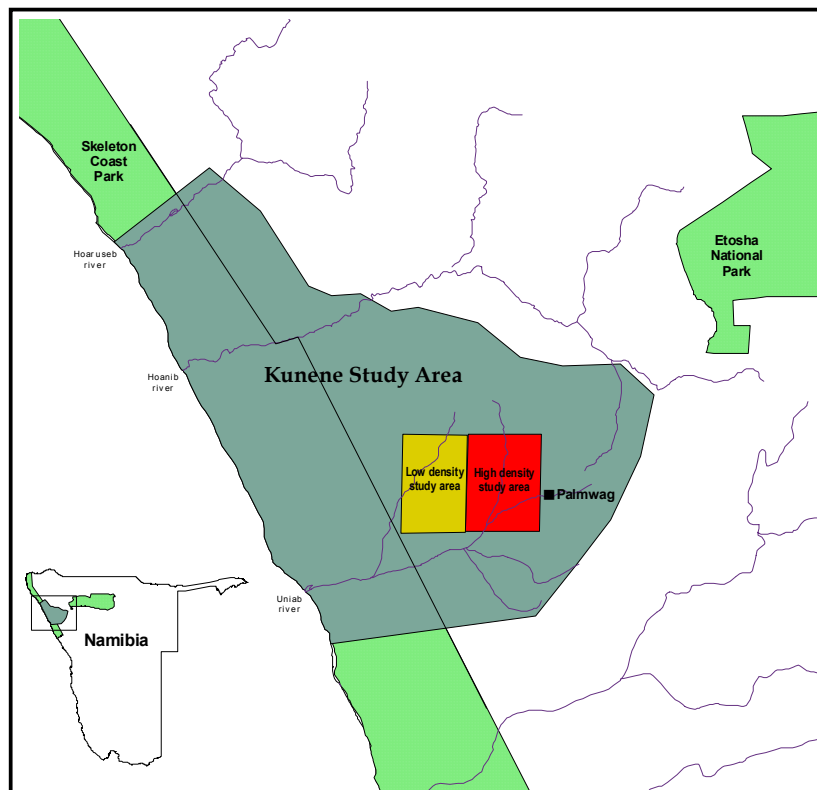 Skeleton
Coast
Park
Etosha
National
Park
Hoaruseb
river
Hoanib
river
Kunene Study Area
Low density
study area
High density
study area
Palmwag
Uniab
river
Namibia